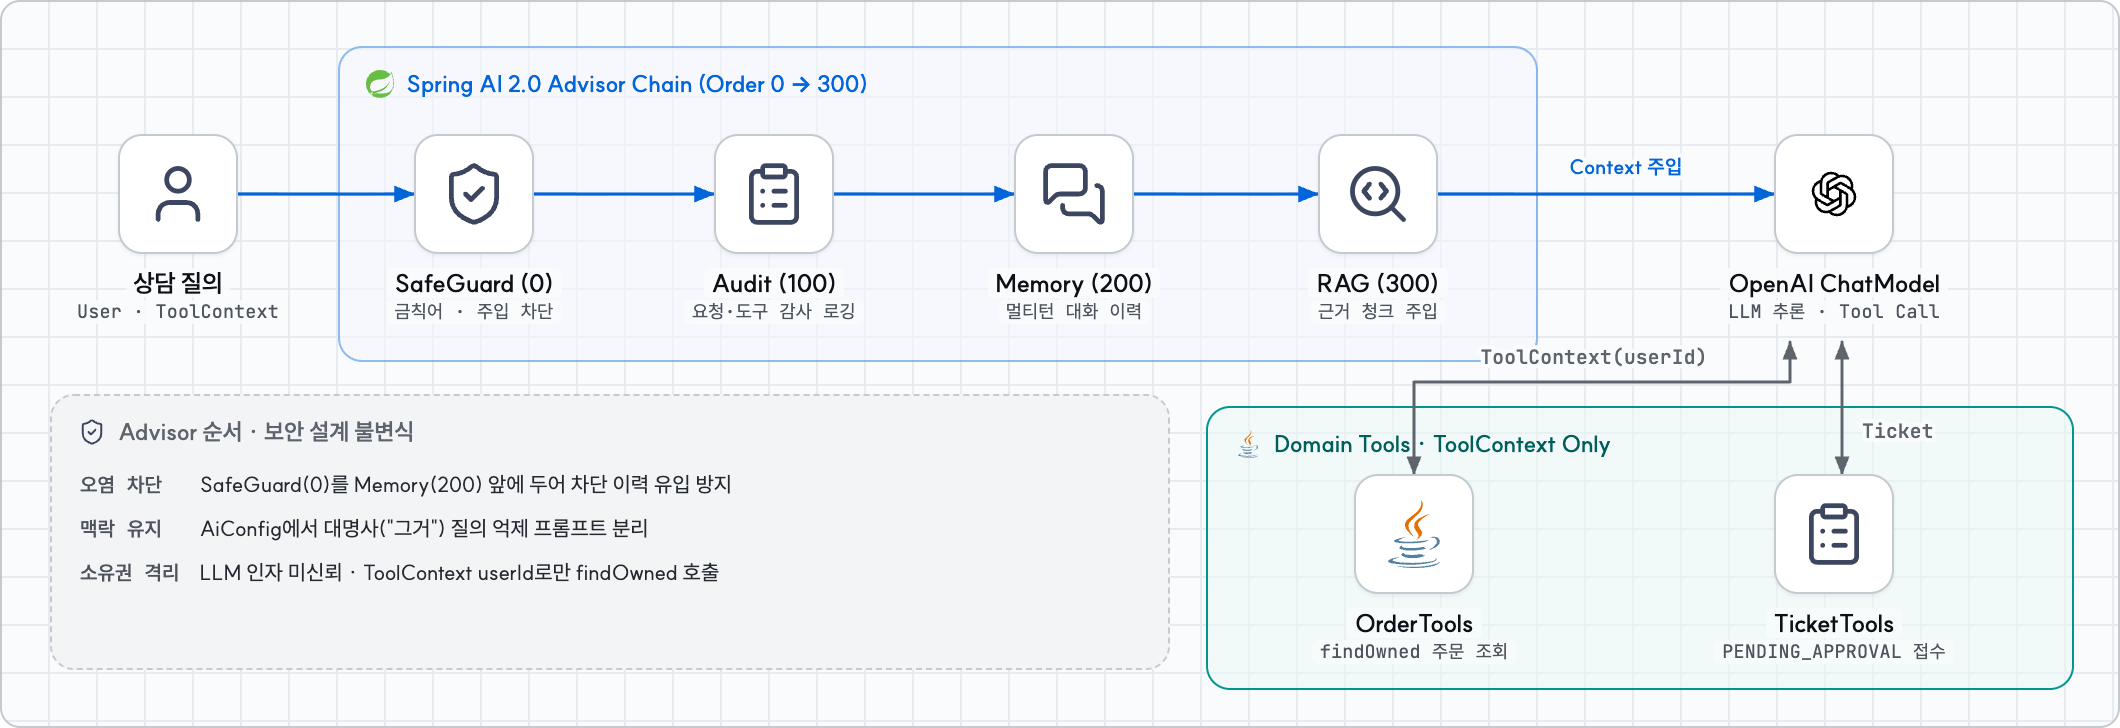 Spring AI 2.0 Advisor Chain (Order 0 → 300)
상담 질의
User · ToolContext
SafeGuard (0)
금칙어 · 주입 차단
Audit (100)
요청·도구 감사 로깅
Memory (200)
멀티턴 대화 이력
RAG (300)
근거 청크 주입
Context 주입
OpenAI ChatModel
LLM 추론 · Tool Call
ToolContext(userId)
Ticket
Advisor 순서 · 보안 설계 불변식
오염 차단 SafeGuard(0)를 Memory(200) 앞에 두어 차단 이력 유입 방지
맥락 유지 AiConfig에서 대명사("그거") 질의 억제 프롬프트 분리
소유권 격리 LLM 인자 미신뢰 · ToolContext userId로만 findOwned 호출
Domain Tools · ToolContext Only
OrderTools
findOwned 주문 조회
TicketTools
PENDING_APPROVAL 접수